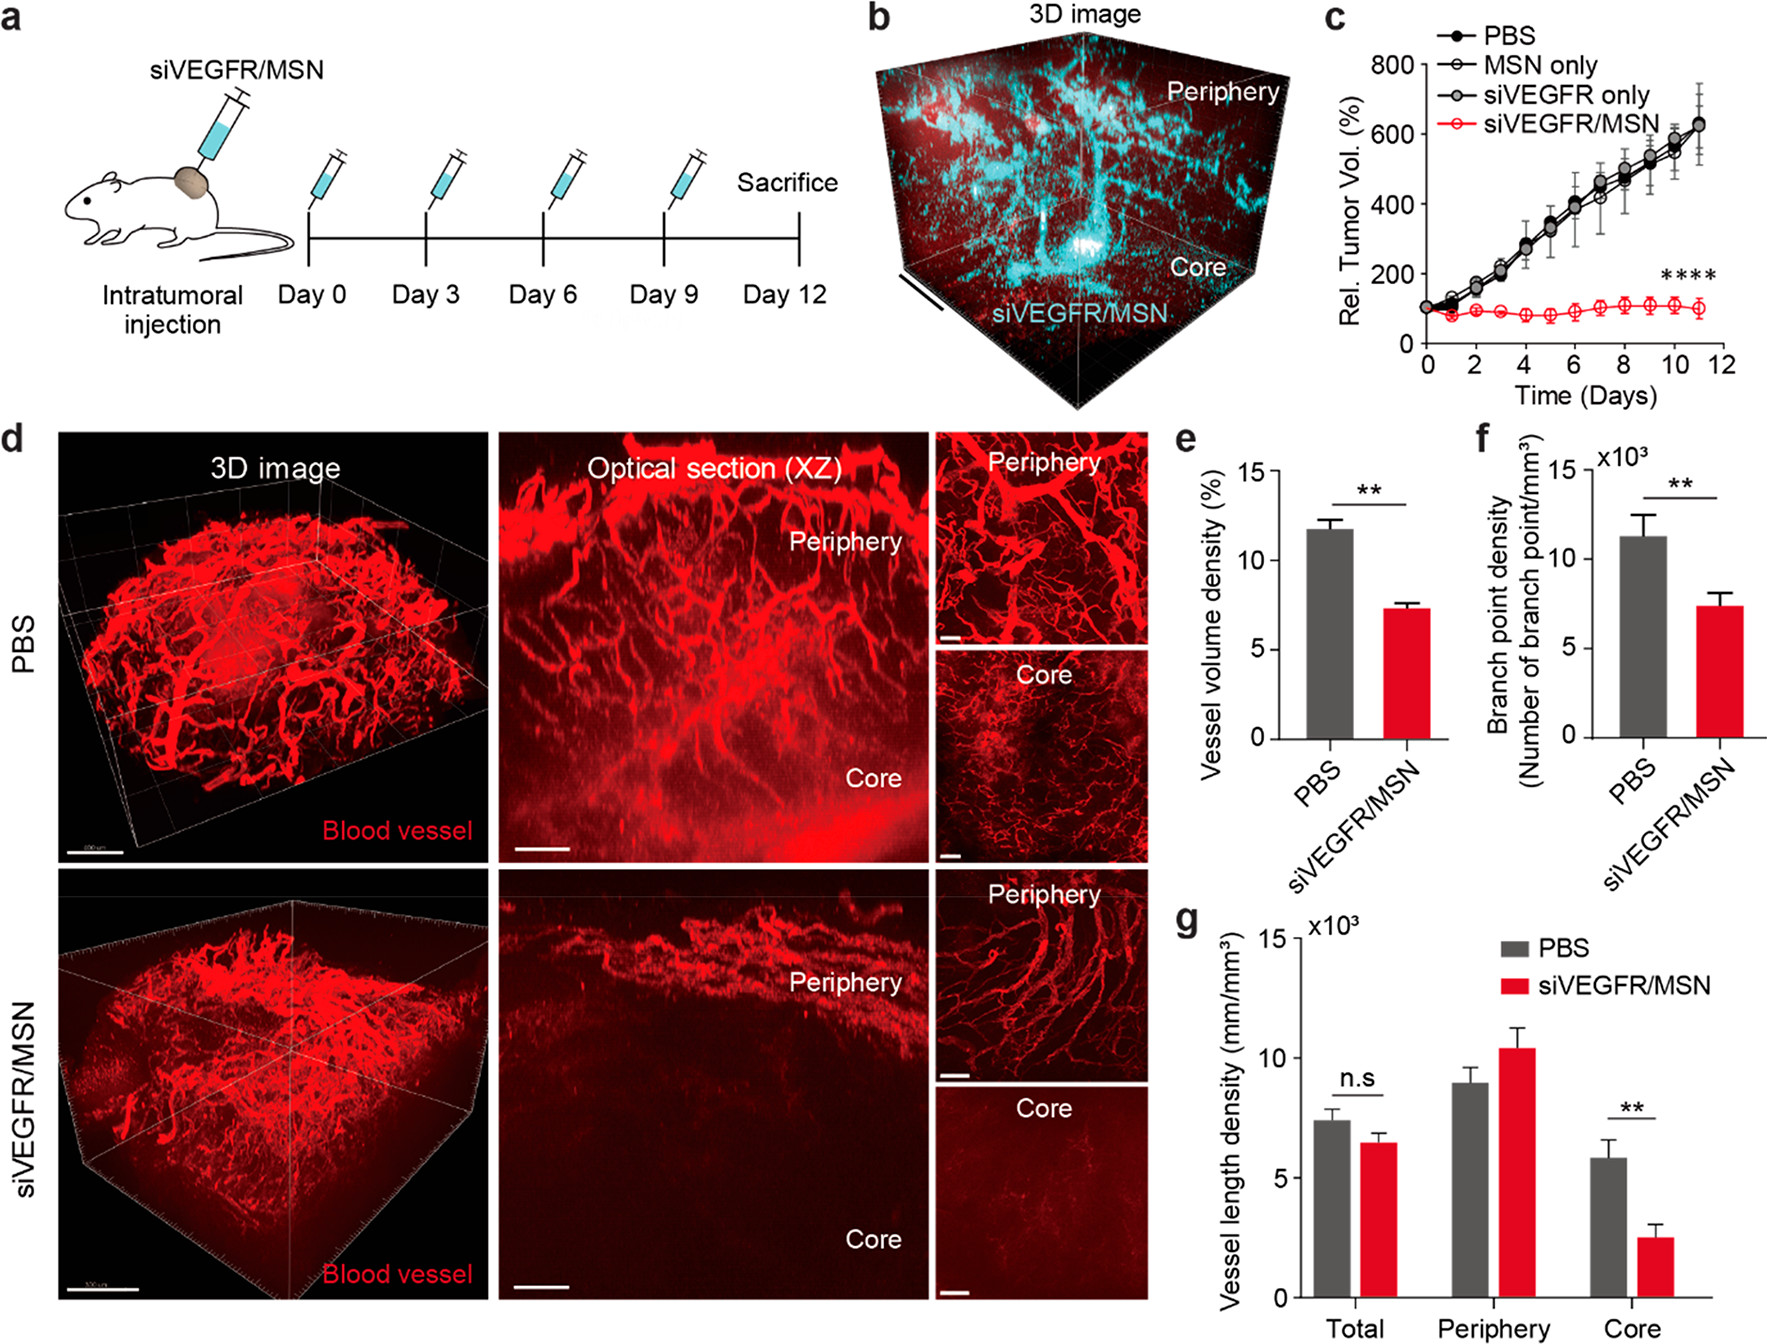 a
siVEGFR/MSN
Sacrifice
Intratumoral
injection
Day 0
Day 3
Day 6
Day 9
Day 12
b
3D image
Periphery
Core
siVEGFR/MSN
c
PBS
MSN only
siVEGFR only
siVEGFR/MSN
Rel. Tumor Vol. (%)
800
600
400
200
0
****
0 2 4 6 8 10 12
Time (Days)
d
PBS
3D image
Blood vessel
Optical section (XZ)
Periphery
Core
Periphery
Core
siVEGFR/MSN
Blood vessel
Periphery
Core
Periphery
Core
e
Vessel volume density (%)
15
10
5
0
**
PBS
siVEGFR/MSN
f
Branch point density
(Number of branch point/mm³)
x10³
15
10
5
0
**
PBS
siVEGFR/MSN
g
Vessel length density (mm/mm³)
x10³
15
10
5
0
PBS
siVEGFR/MSN
n.s
**
Total
Periphery
Core